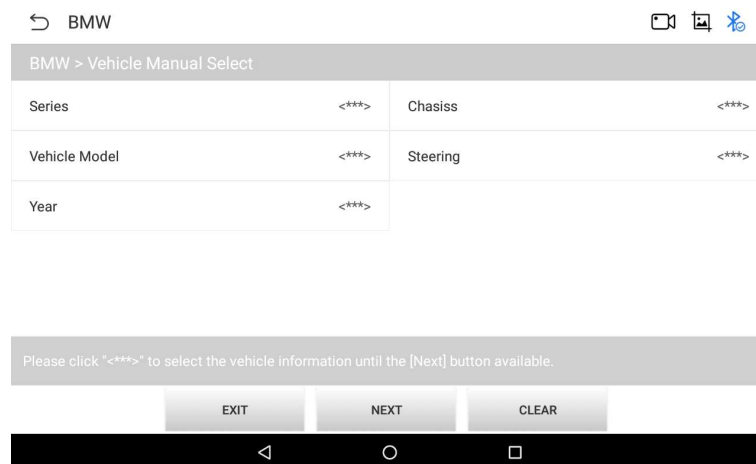 BMW
BMW > Vehicle Manual Select
Series <***> Chasiss <***>
Vehicle Model <***> Steering <***>
Year <***>
Please click "<***>" to select the vehicle information until the [Next] button available.
EXIT NEXT CLEAR